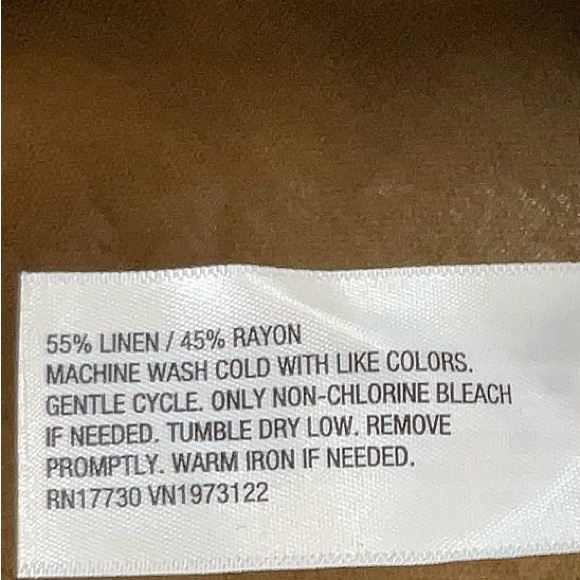 55% LINEN / 45% RAYON
MACHINE WASH COLD WITH LIKE COLORS.
GENTLE CYCLE. ONLY NON-CHLORINE BLEACH
IF NEEDED. TUMBLE DRY LOW. REMOVE
PROMPTLY. WARM IRON IF NEEDED.
RN17730 VN1973122